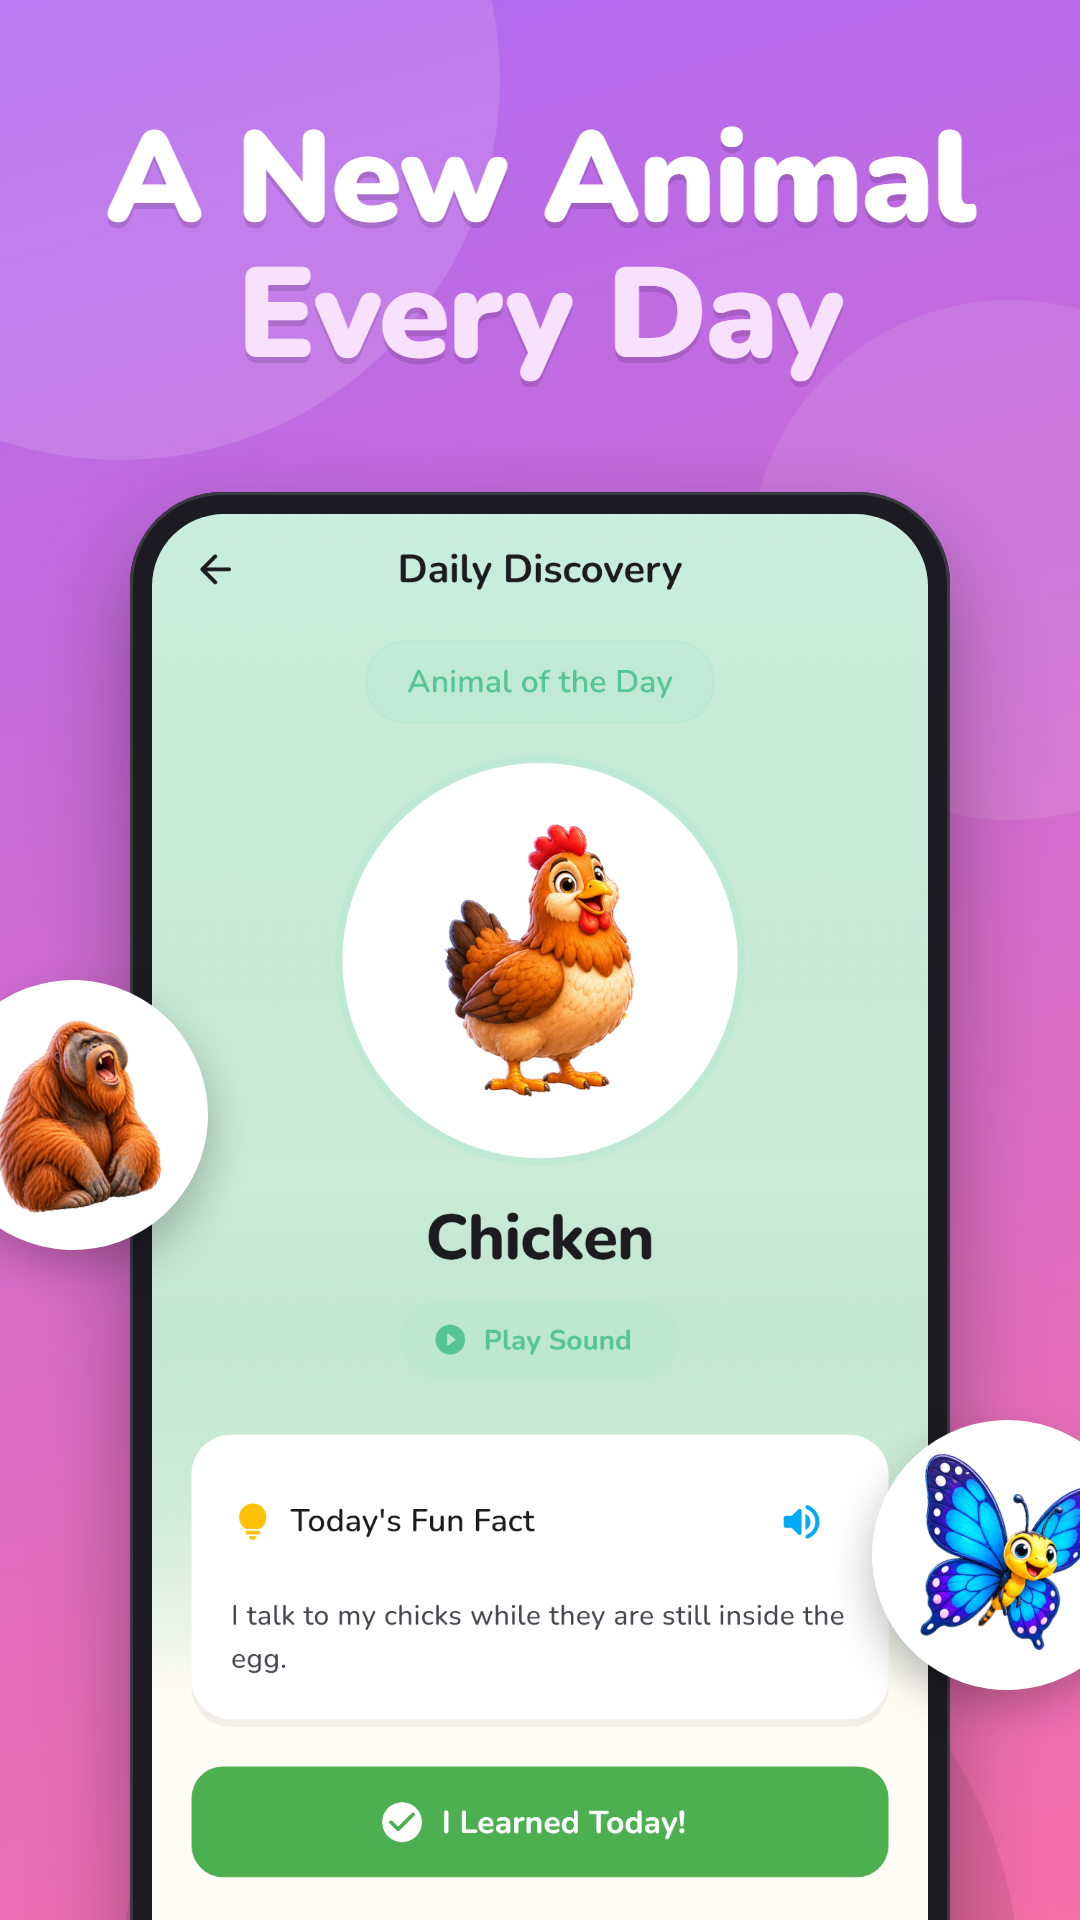 A New Animal
Every Day
Daily Discovery
Animal of the Day
Chicken
Play Sound
Today's Fun Fact
I talk to my chicks while they are still inside the
egg.
I Learned Today!